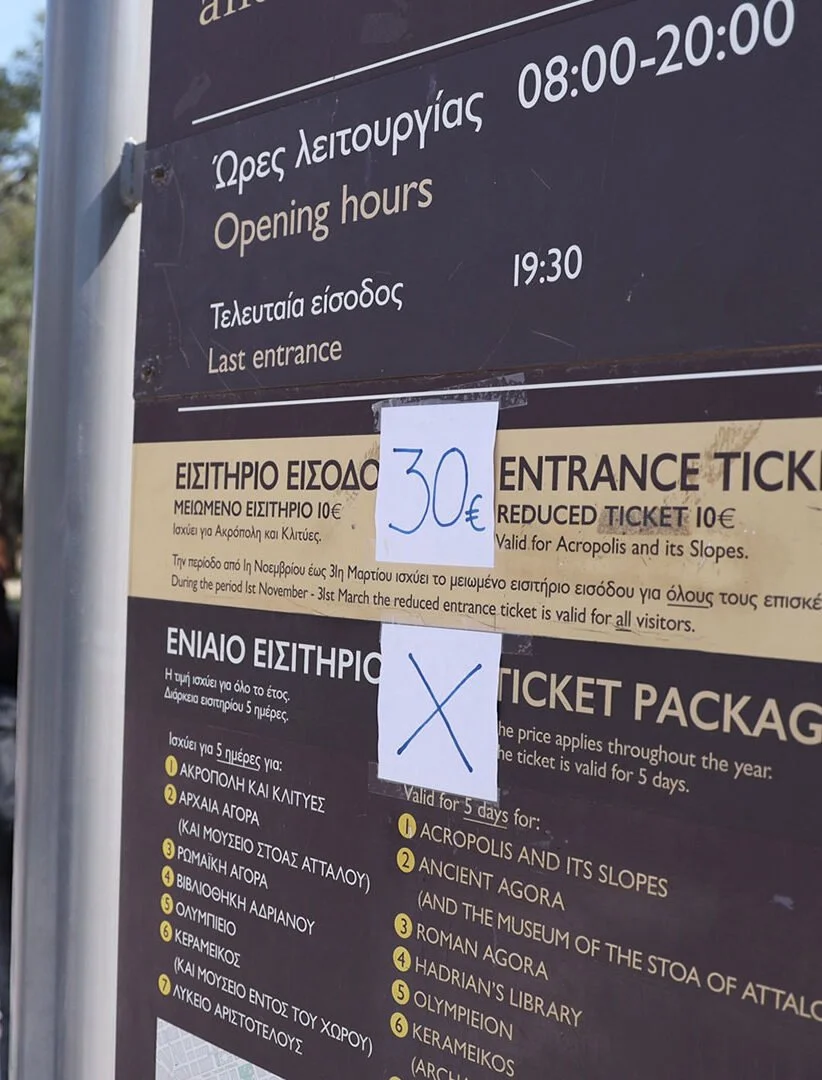 Ώρες λειτουργίας 08:00-20:00
Opening hours
Τελευταία είσοδος 19:30
Last entrance
ΕΙΣΙΤΗΡΙΟ ΕΙΣΟΔΟ
ΜΕΙΩΜΕΝΟ ΕΙΣΙΤΗΡΙΟ 10€
Ισχύει για Ακρόπολη και Κλιτύες.
30€
ENTRANCE TICK
REDUCED TICKET 10€
Valid for Acropolis and its Slopes.
Την περίοδο από 1η Νοεμβρίου έως 31η Μαρτίου ισχύει το μειωμένο εισιτήριο εισόδου για όλους τους επισκέ
During the period 1st November - 31st March the reduced entrance ticket is valid for all visitors.
ΕΝΙΑΙΟ ΕΙΣΙΤΗΡΙΟ
Η τιμή ισχύει για όλο το έτος.
Διάρκεια εισιτηρίου 5 ημέρες.
Ισχύει για 5 ημέρες για:
1 ΑΚΡΟΠΟΛΗ ΚΑΙ ΚΛΙΤΥΕΣ
2 ΑΡΧΑΙΑ ΑΓΟΡΑ
(ΚΑΙ ΜΟΥΣΕΙΟ ΣΤΟΑΣ ΑΤΤΑΛΟΥ)
3 ΡΩΜΑΪΚΗ ΑΓΟΡΑ
4 ΒΙΒΛΙΟΘΗΚΗ ΑΔΡΙΑΝΟΥ
5 ΟΛΥΜΠΙΕΙΟ
6 ΚΕΡΑΜΕΙΚΟΣ
(ΚΑΙ ΜΟΥΣΕΙΟ ΕΝΤΟΣ ΤΟΥ ΧΩΡΟΥ)
7 ΛΥΚΕΙΟ ΑΡΙΣΤΟΤΕΛΟΥΣ
X
TICKET PACKAG
he price applies throughout the year.
he ticket is valid for 5 days.
Valid for 5 days for:
1 ACROPOLIS AND ITS SLOPES
2 ANCIENT AGORA
(AND THE MUSEUM OF THE STOA OF ATTALO
3 ROMAN AGORA
4 HADRIAN'S LIBRARY
5 OLYMPIEION
6 KERAMEIKOS
(ARCH